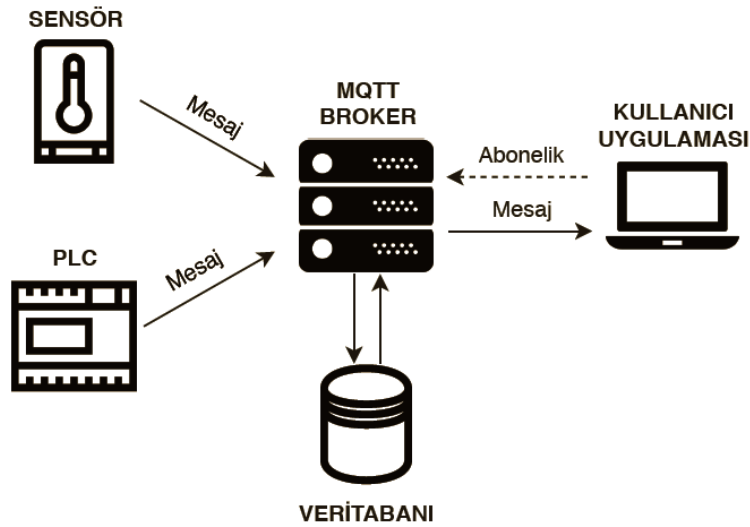 SENSÖR
Mesaj
MQTT
BROKER
KULLANICI
UYGULAMASI
Abonelik
Mesaj
PLC
Mesaj
VERİTABANI